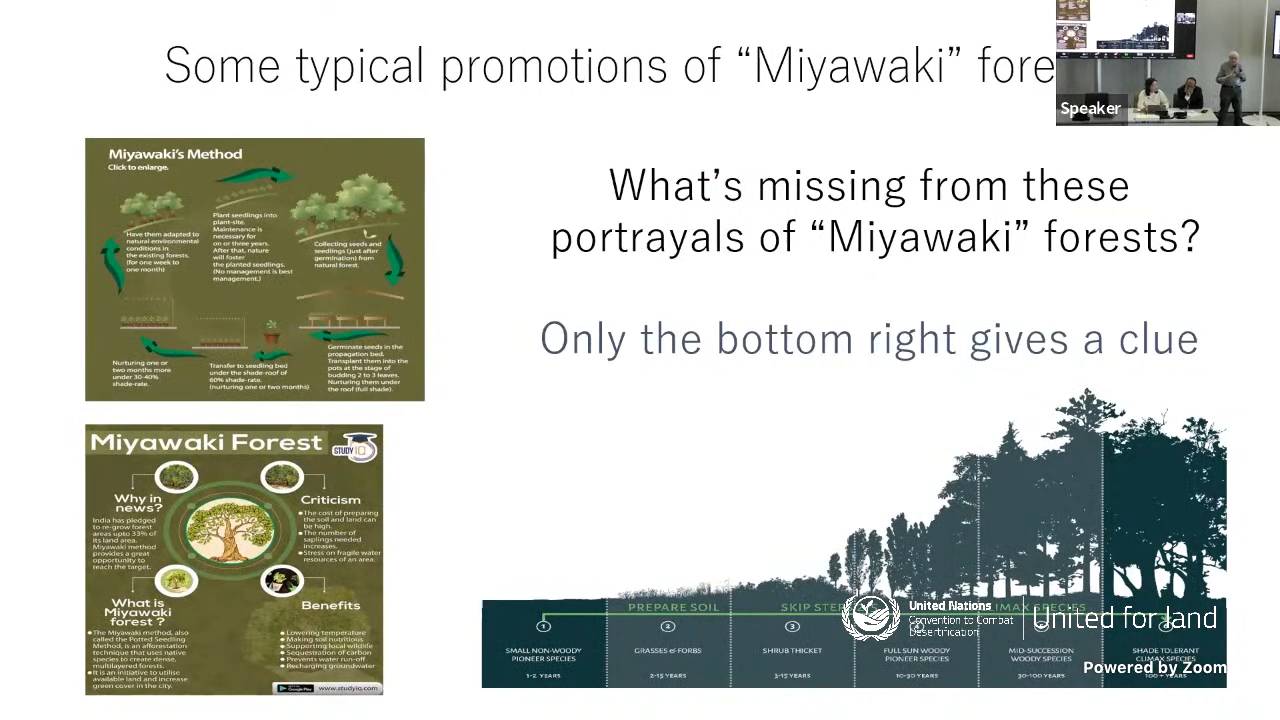 Some typical promotions of “Miyawaki” fore
Speaker
What's missing from these
portrayals of “Miyawaki” forests?
Only the bottom right gives a clue
Miyawaki's Method
Click to enlarge.
Have them adapted to
natural environmental
conditions in
the existing forests.
(for one week to
one month)
Plant seedlings into
plant-site.
Maintenance is
necessary for
on or three years.
After that, nature
will foster
the planted seedlings.
(No management is best
management.)
Collecting seeds and
seedlings (just after
germination) from
natural forest.
Nurturing one or
two months more
under 30-40%
shade-rate.
Transfer to seedling bed
under the shade-roof of
60% shade-rate.
(nurturing one or two months)
Germinate seeds in the
propagation bed.
Transplant them into the
pots at the stage of
budding 2 to 3 leaves.
Nurturing them under
the roof (full shade).
Miyawaki Forest
STUDY IQ
Why in
news?
India has pledged
to re-grow forest
areas upto 33% of
its land area.
Miyawaki method
provides a great
opportunity to
reach the target.
Criticism
The cost of preparing
the soil and land can
be high.
The number of
saplings needed
increases.
Stress on fragile water
resources of an area.
What is
Miyawaki
forest ?
The Miyawaki method, also
called the Potted Seedling
Method, is an afforestation
technique that uses native
species to create dense,
multilayered forests.
It is an initiative to utilise
available land and increase
green cover in the city.
Benefits
Lowering temperature
Making soil nutritious
Supporting local wildlife
Sequestration of carbon
Prevents water run-off
Recharging groundwater
Google Play
www.studyiq.com
PREPARE SOIL
SKIP STE
IMAX SPECIES
1
2
3
SMALL NON-WOODY
PIONEER SPECIES
1-2 YEARS
GRASSES & FORBS
2-15 YEARS
SHRUB THICKET
3-15 YEARS
FULL SUN WOODY
PIONEER SPECIES
10-30 YEARS
MID-SUCCESSION
WOODY SPECIES
30-100 YEARS
SHADE TOLERANT
CLIMAX SPECIES
100 + YEARS
United Nations
Convention to Combat
Desertification
United for land
Powered by Zoom